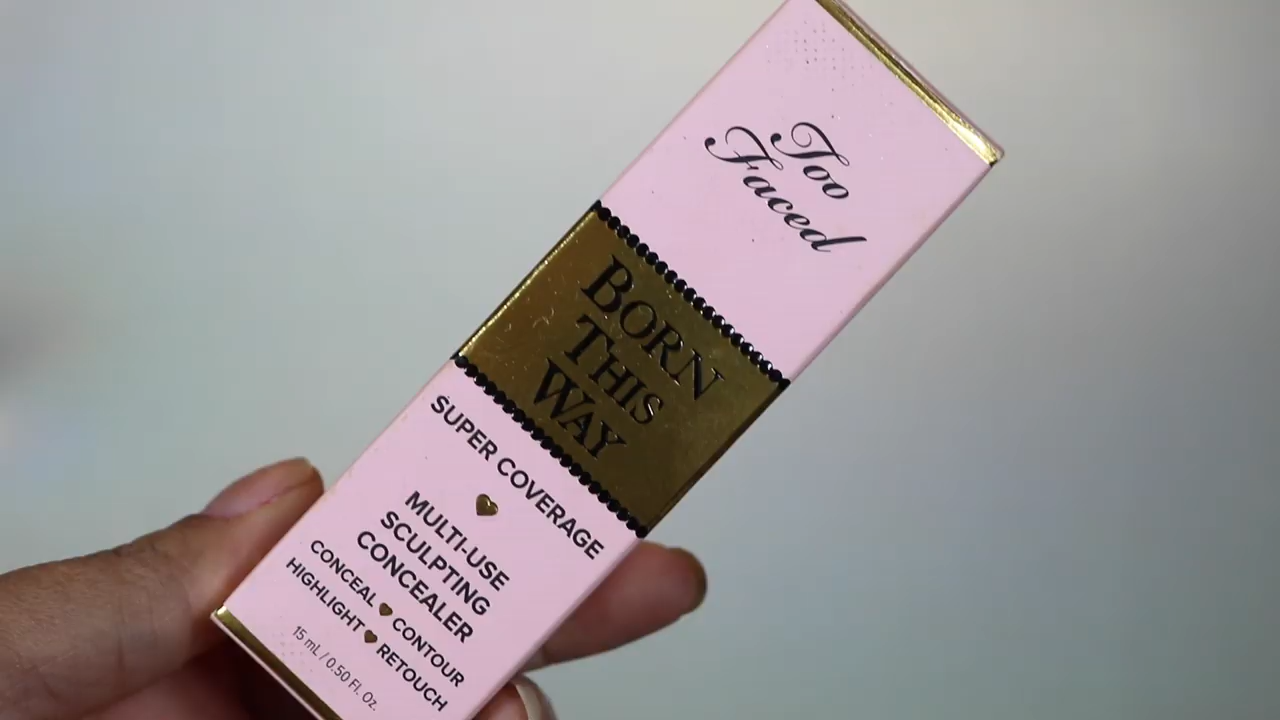 Too
Faced
BORN
THIS
WAY
SUPER COVERAGE
MULTI-USE
SCULPTING
CONCEALER
CONCEAL CONTOUR
HIGHLIGHT RETOUCH
15 mL / 0.50 Fl. Oz.